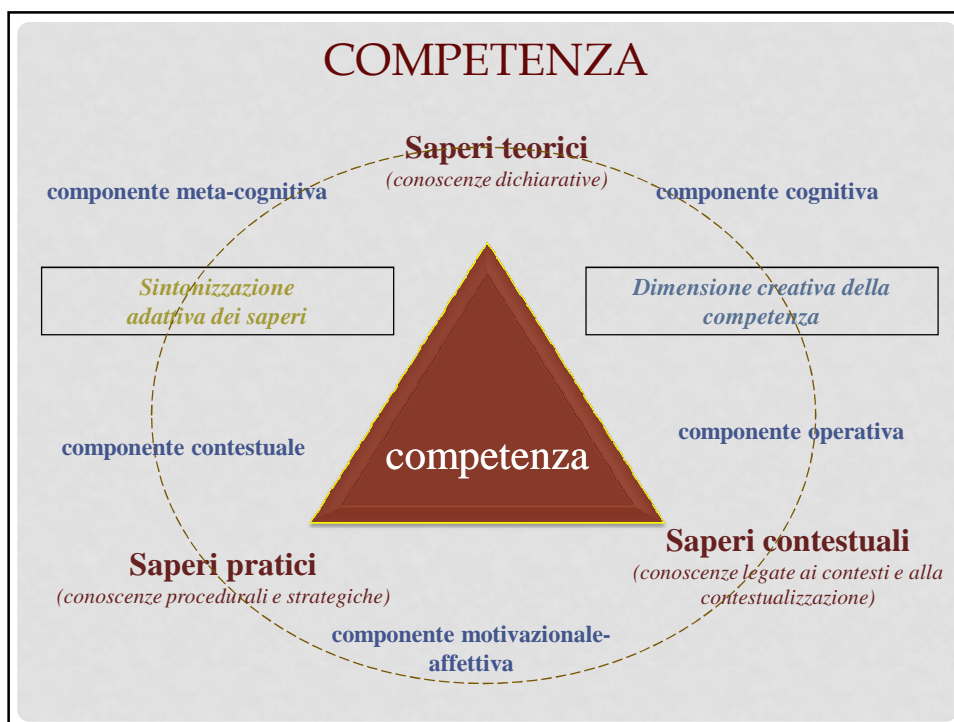 COMPETENZA
Saperi teorici
(conoscenze dichiarative)
componente meta-cognitiva
componente cognitiva
Sintonizzazione
adattiva dei saperi
Dimensione creativa della
competenza
componente contestuale
competenza
componente operativa
Saperi pratici
(conoscenze procedurali e strategiche)
Saperi contestuali
(conoscenze legate ai contesti e alla
contestualizzazione)
componente motivazionale-
affettiva